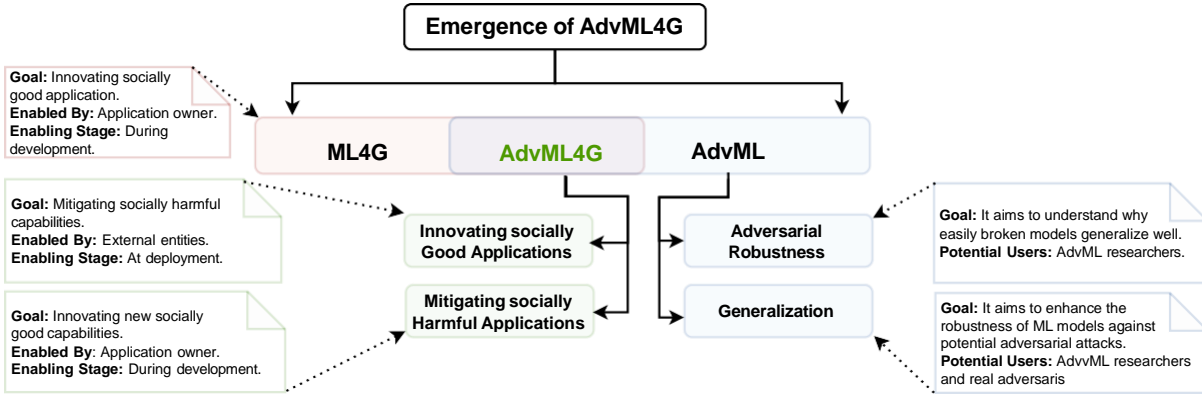 Emergence of AdvML4G
Goal: Innovating socially
good application.
Enabled By: Application owner.
Enabling Stage: During
development.
ML4G
AdvML4G
AdvML
Goal: Mitigating socially harmful
capabilities.
Enabled By: External entities.
Enabling Stage: At deployment.
Innovating socially
Good Applications
Adversarial
Robustness
Goal: It aims to understand why
easily broken models generalize well.
Potential Users: AdvML researchers.
Goal: Innovating new socially
good capabilities.
Enabled By: Application owner.
Enabling Stage: During development.
Mitigating socially
Harmful Applications
Generalization
Goal: It aims to enhance the
robustness of ML models against
potential adversarial attacks.
Potential Users: AdvvML researchers
and real adversaris